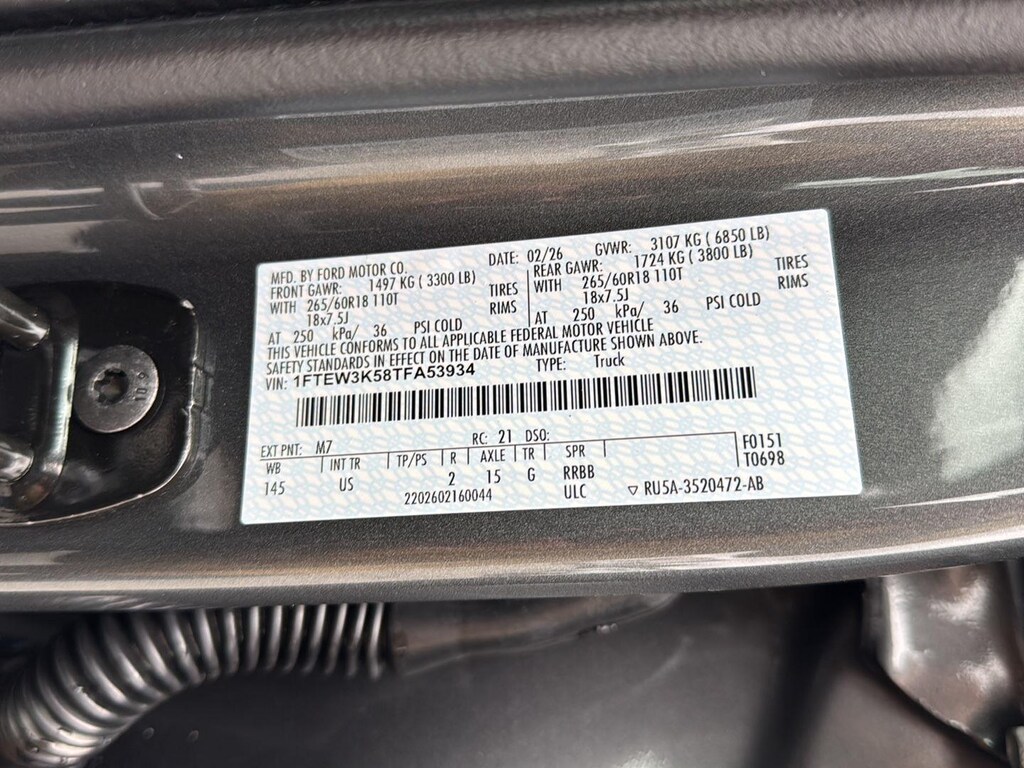 MFD. BY FORD MOTOR CO.
DATE: 02/26 GVWR: 3107 KG ( 6850 LB)
FRONT GAWR: 1497 KG ( 3300 LB) REAR GAWR: 1724 KG ( 3800 LB)
WITH 265/60R18 110T TIRES WITH 265/60R18 110T TIRES
18x7.5J RIMS 18x7.5J RIMS
AT 250 kPa/ 36 PSI COLD AT 250 kPa/ 36 PSI COLD
THIS VEHICLE CONFORMS TO ALL APPLICABLE FEDERAL MOTOR VEHICLE
SAFETY STANDARDS IN EFFECT ON THE DATE OF MANUFACTURE SHOWN ABOVE.
VIN: 1FTEW3K58TFA53934 TYPE: Truck
EXT PNT: M7 RC: 21 DSO: F0151
WB INT TR TP/PS R AXLE TR SPR T0698
145 US 2 15 G RRBB
2202602160044 ULC ▽ RU5A-3520472-AB
10.9